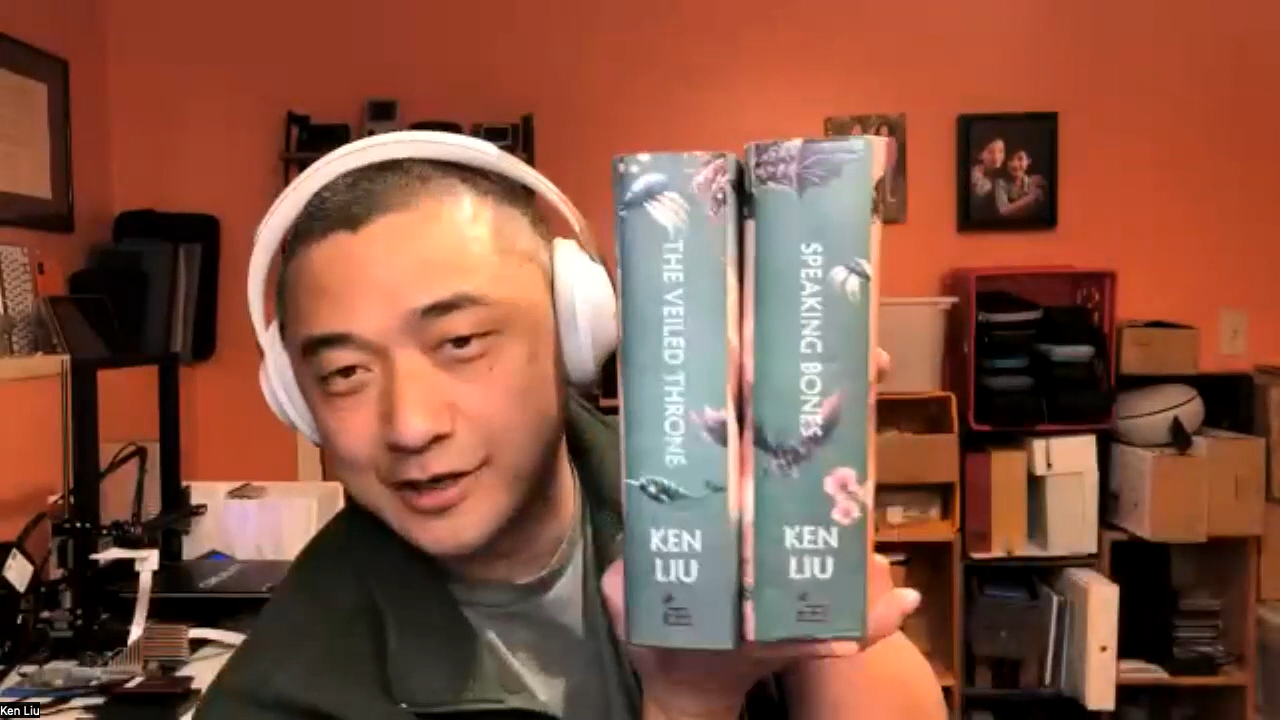 THE VEILED THRONE
KEN
LIU
SPEAKING BONES
KEN
LIU
Ken Liu